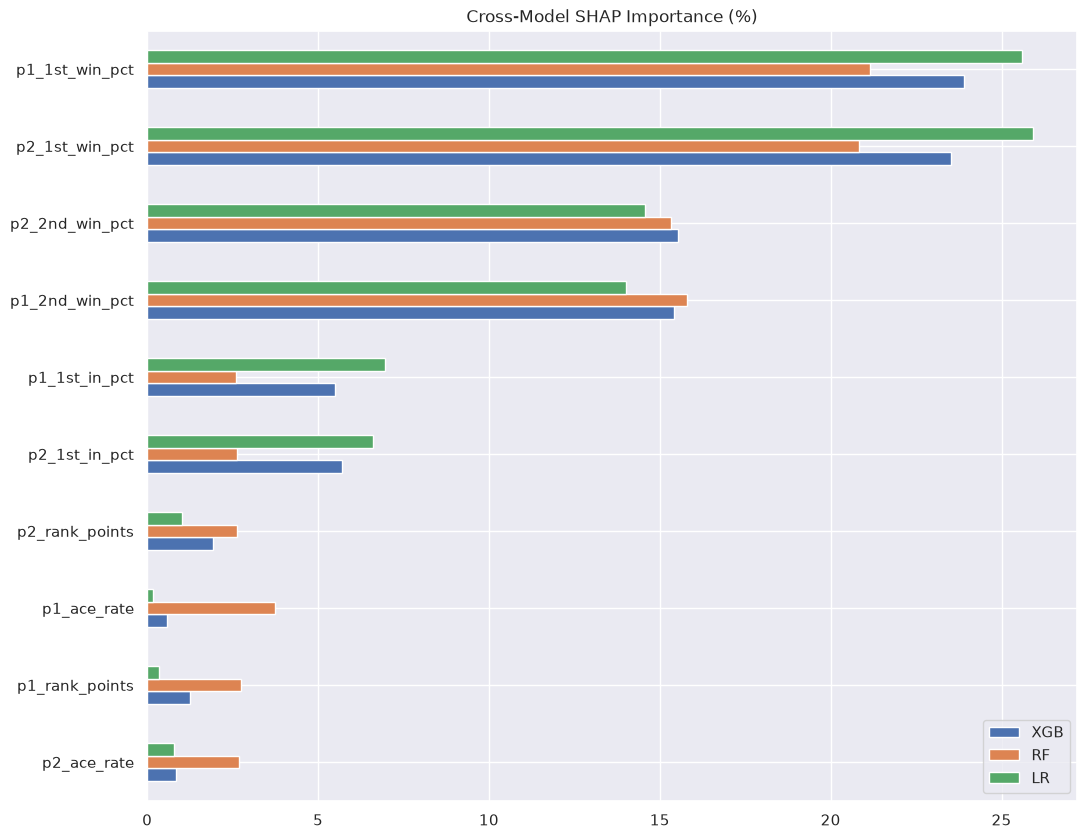 Cross-Model SHAP Importance (%)
p1_1st_win_pct
p2_1st_win_pct
p2_2nd_win_pct
p1_2nd_win_pct
p1_1st_in_pct
p2_1st_in_pct
p2_rank_points
p1_ace_rate
p1_rank_points
p2_ace_rate
XGB
RF
LR
0 5 10 15 20 25